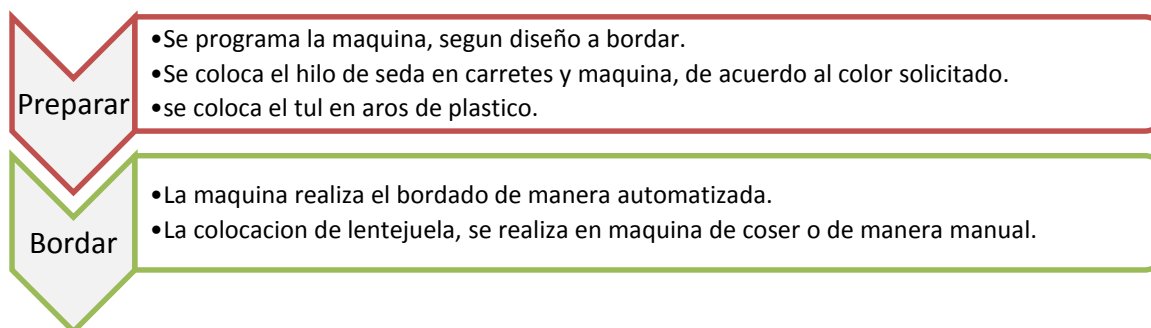 Preparar
•Se programa la maquina, segun diseño a bordar.
•Se coloca el hilo de seda en carretes y maquina, de acuerdo al color solicitado.
•se coloca el tul en aros de plastico.
Bordar
•La maquina realiza el bordado de manera automatizada.
•La colocacion de lentejuela, se realiza en maquina de coser o de manera manual.